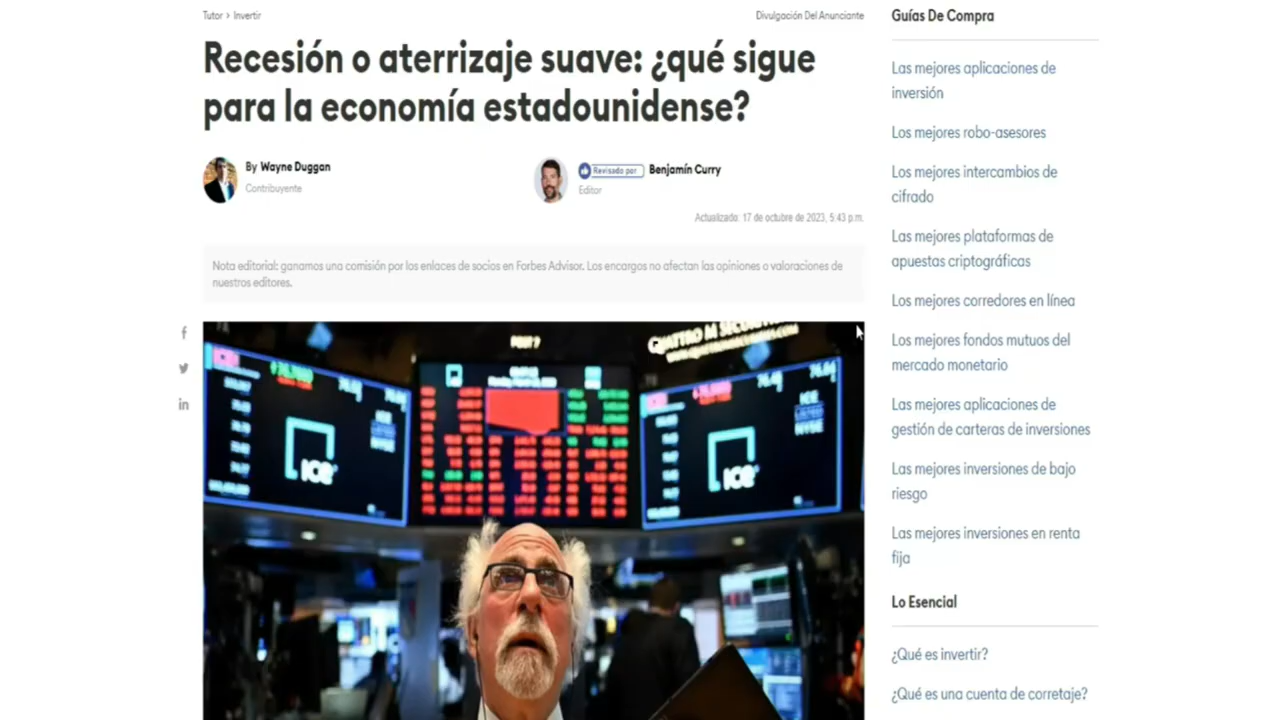 Tutor > Invertir
Divulgación Del Anunciante
Recesión o aterrizaje suave: ¿qué sigue
para la economía estadounidense?
By Wayne Duggan
Contribuyente
Revisado por Benjamín Curry
Editor
Actualizado: 17 de octubre de 2023, 5:43 p.m.
Nota editorial: ganamos una comisión por los enlaces de socios en Forbes Advisor. Los encargos no afectan las opiniones o valoraciones de
nuestros editores.
ICE
ICE
Guías De Compra
Las mejores aplicaciones de
inversión
Los mejores robo-asesores
Los mejores intercambios de
cifrado
Las mejores plataformas de
apuestas criptográficas
Los mejores corredores en línea
Los mejores fondos mutuos del
mercado monetario
Las mejores aplicaciones de
gestión de carteras de inversiones
Las mejores inversiones de bajo
riesgo
Las mejores inversiones en renta
fija
Lo Esencial
¿Qué es invertir?
¿Qué es una cuenta de corretaje?